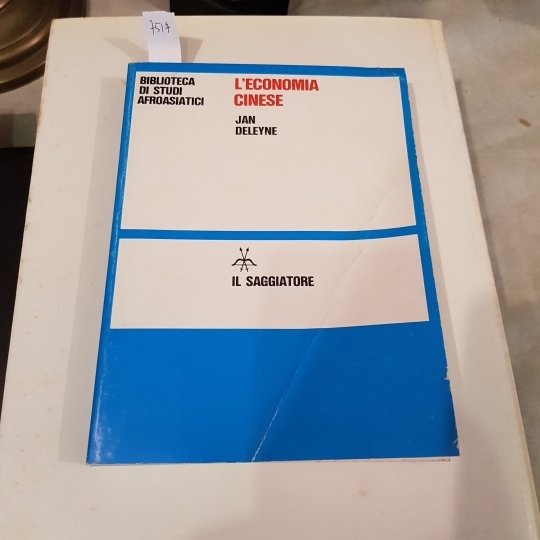 7517
BIBLIOTECA
DI STUDI
AFROASIATICI
L'ECONOMIA
CINESE
JAN
DELEYNE
IL SAGGIATORE